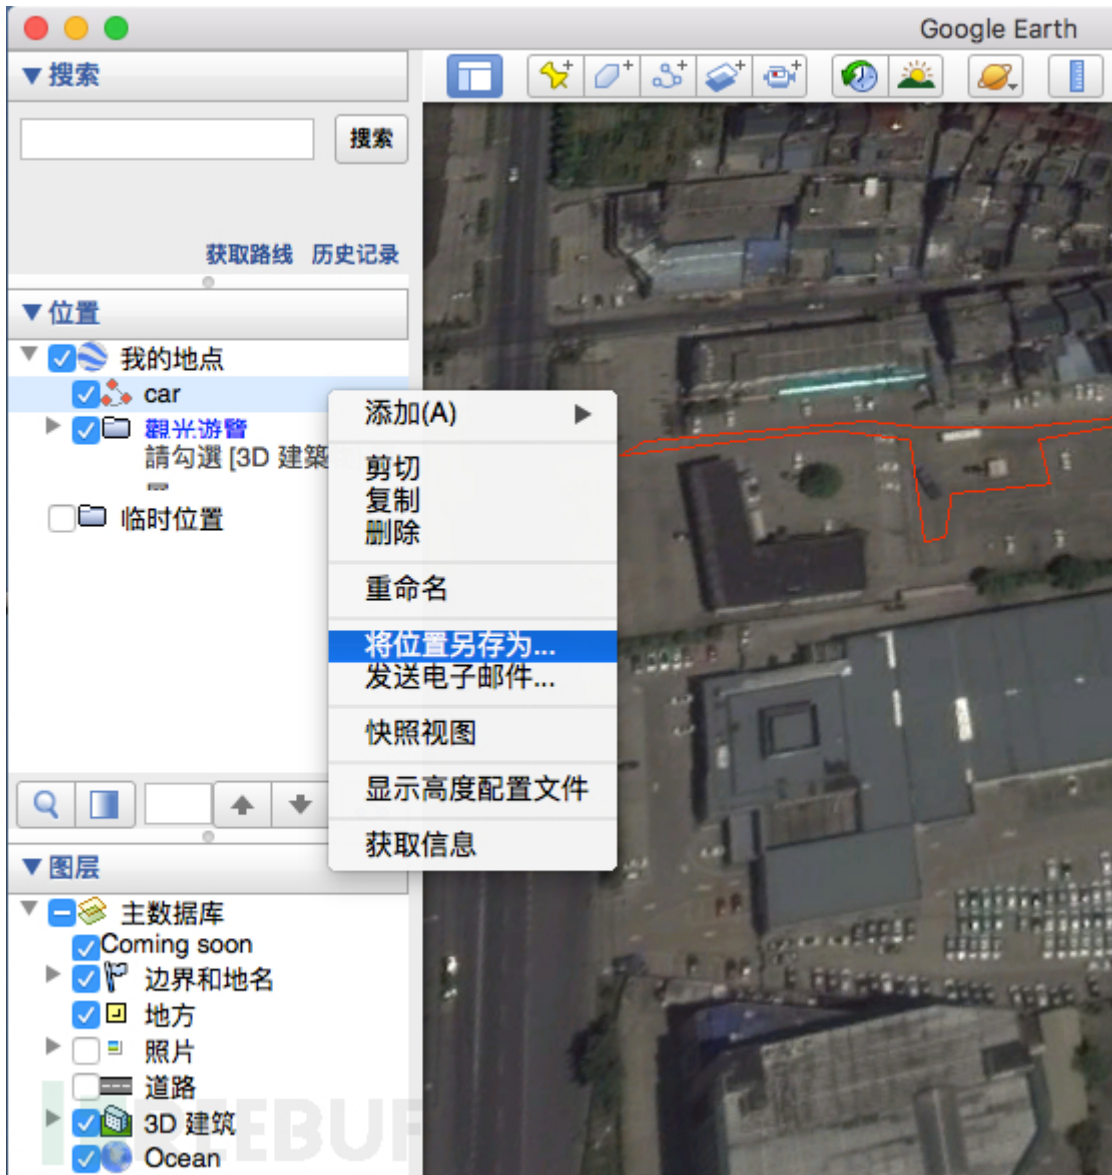 Google Earth
搜索
搜索
获取路线 历史记录
位置
我的地点
car
觀光游覽
請勾選 [3D 建築
临时位置
添加(A)
剪切
复制
删除
重命名
将位置另存为...
发送电子邮件...
快照视图
显示高度配置文件
获取信息
图层
主数据库
Coming soon
边界和地名
地方
照片
道路
3D 建筑
Ocean